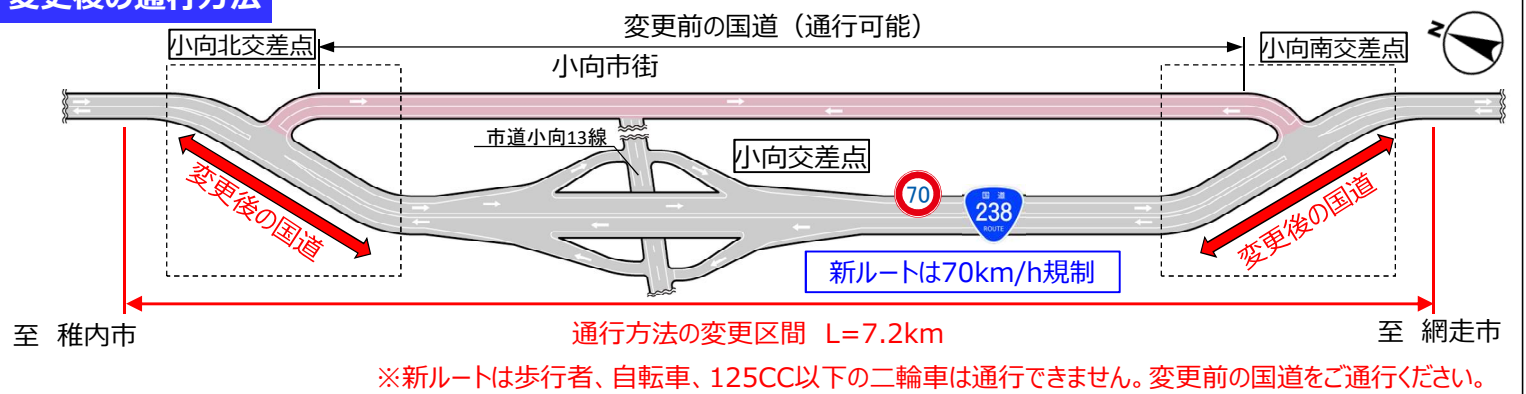 変更後の通行方法
変更前の国道（通行可能）
小向北交差点
小向南交差点
N
小向市街
市道小向13線
小向交差点
変更後の国道
70
国道
238
ROUTE
変更後の国道
新ルートは70km/h規制
至 稚内市
通行方法の変更区間 L=7.2km
至 網走市
※新ルートは歩行者、自転車、125CC以下の二輪車は通行できません。変更前の国道をご通行ください。